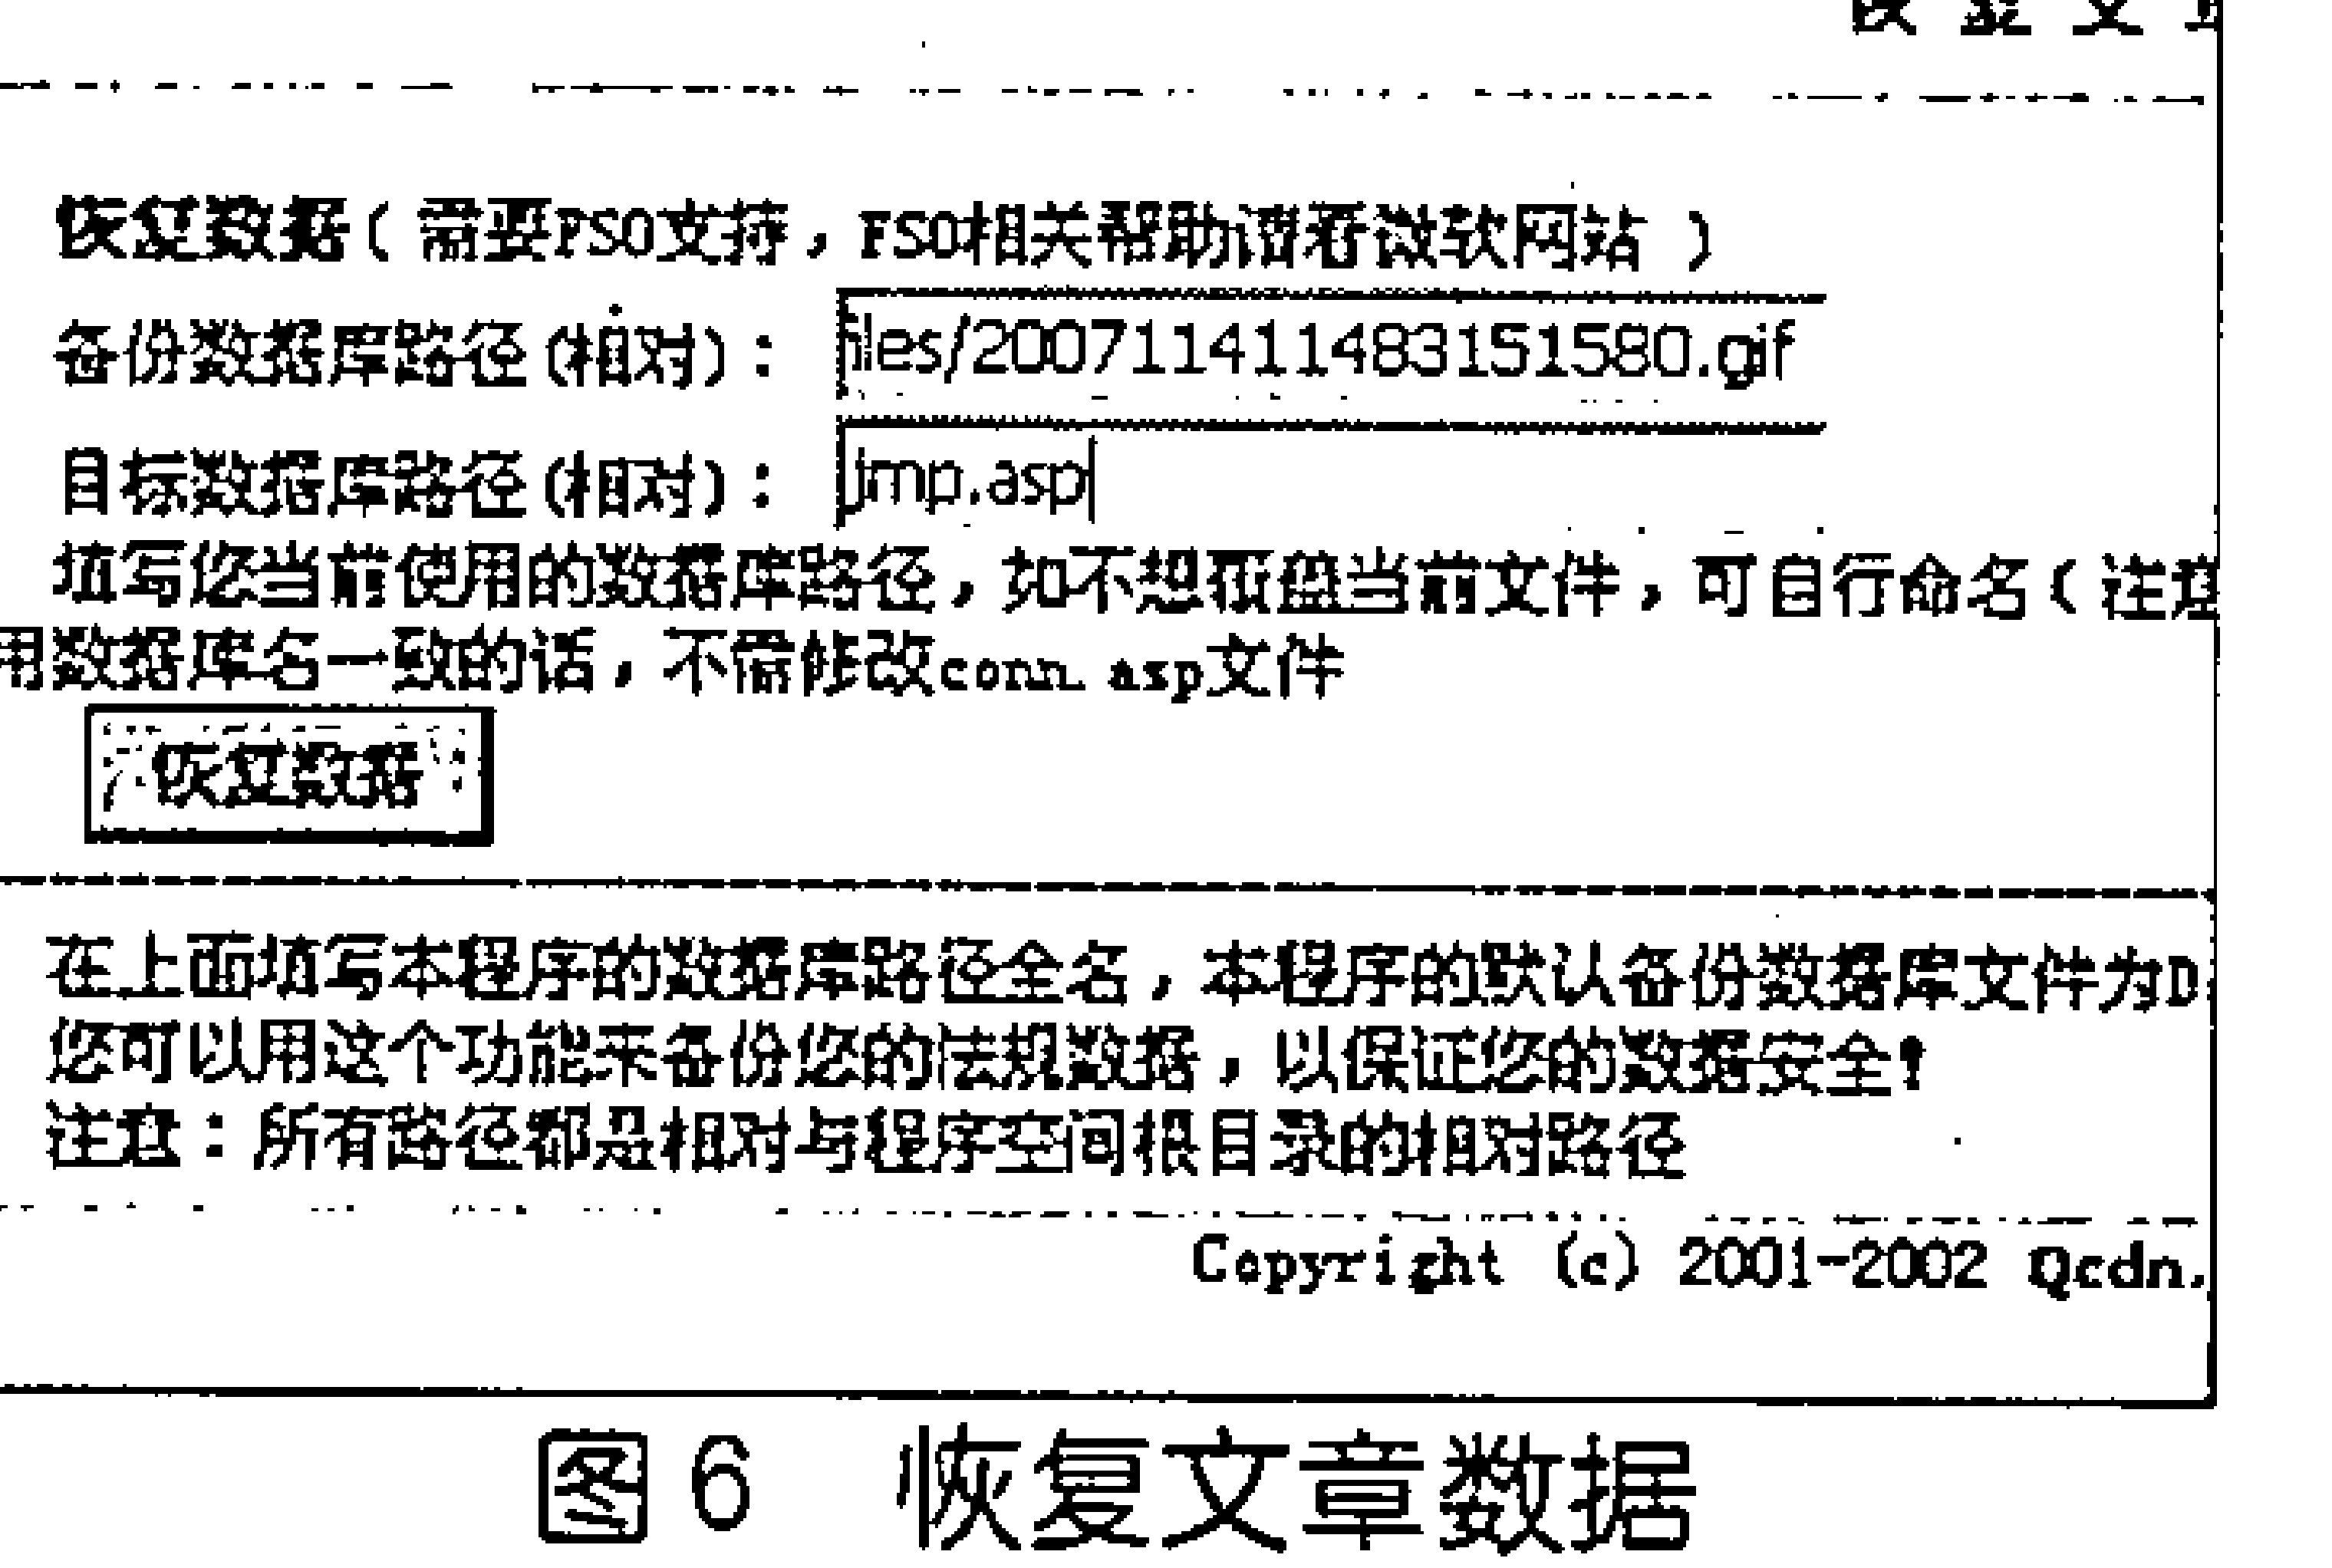 恢复文章
恢复数据( 需要FSO支持，FSO相关帮助请看微软网站 )
备份数据库路径(相对)： les/200711411483151580.gif
目标数据库路径(相对)： jmp.asp
填写您当前使用的数据库路径，如不想覆盖当前文件，可自行命名( 注意
用数据库名一致的话，不需修改conn.asp文件
恢复数据
在上面填写本程序的数据库路径全名，本程序的默认备份数据库文件为D
您可以用这个功能来备份您的法规数据，以保证您的数据安全！
注意：所有路径都是相对与程序空间根目录的相对路径
Copyright (c) 2001-2002 Qcdn.
图6 恢复文章数据